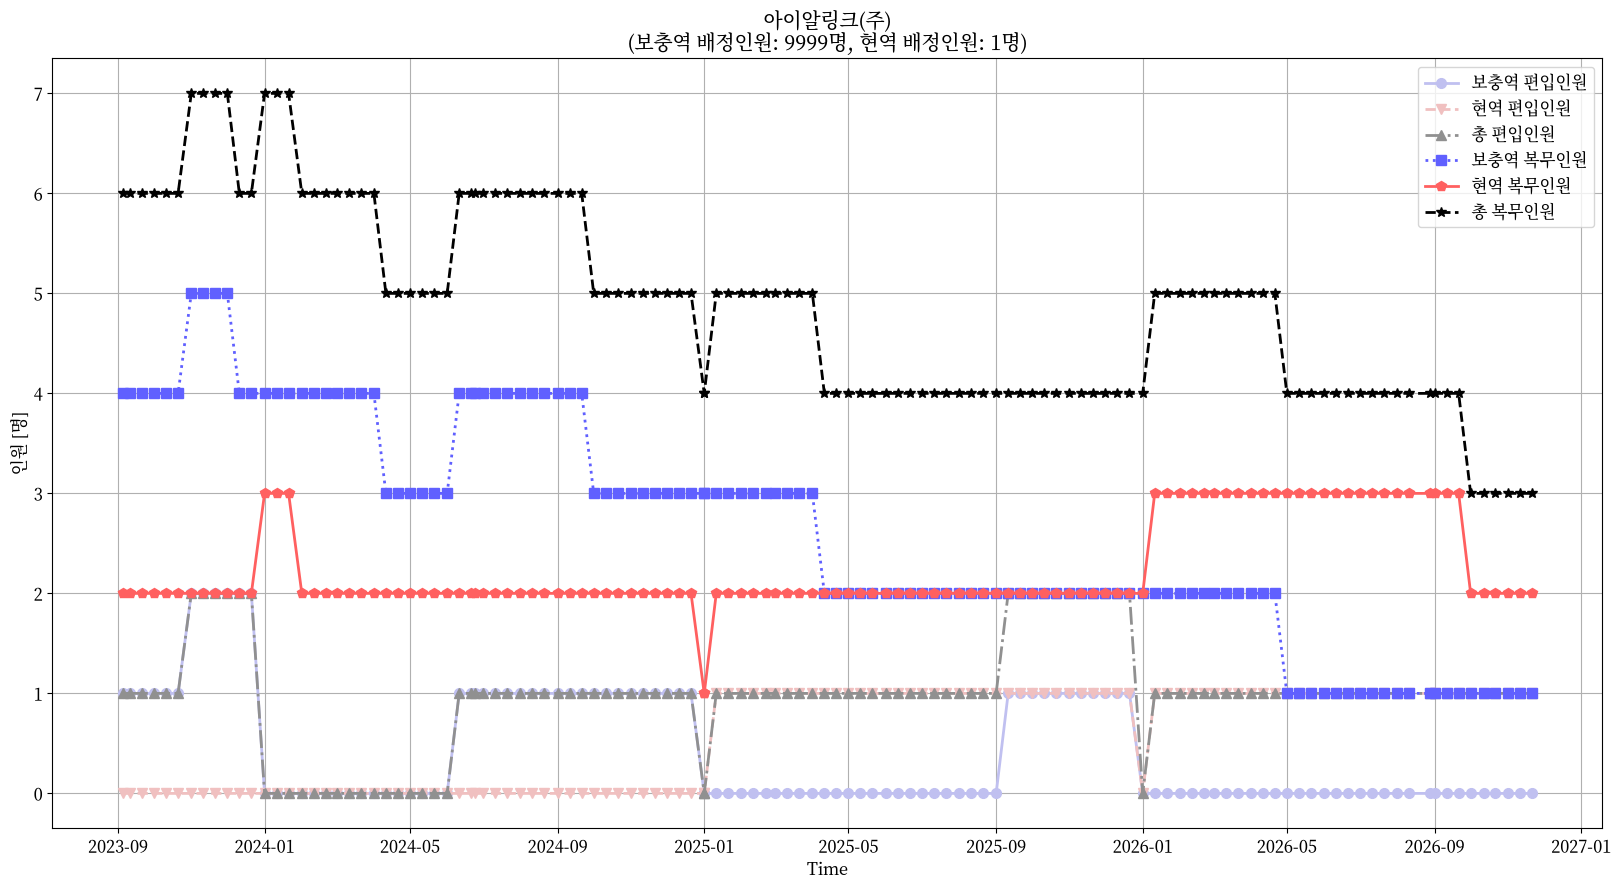 아이알링크(주)
(보충역 배정인원: 9999명, 현역 배정인원: 1명)
보충역 편입인원
현역 편입인원
총 편입인원
보충역 복무인원
현역 복무인원
총 복무인원
인원 [명]
7
6
5
4
3
2
1
0
2023-09 2024-01 2024-05 2024-09 2025-01 2025-05 2025-09 2026-01 2026-05 2026-09 2027-01
Time